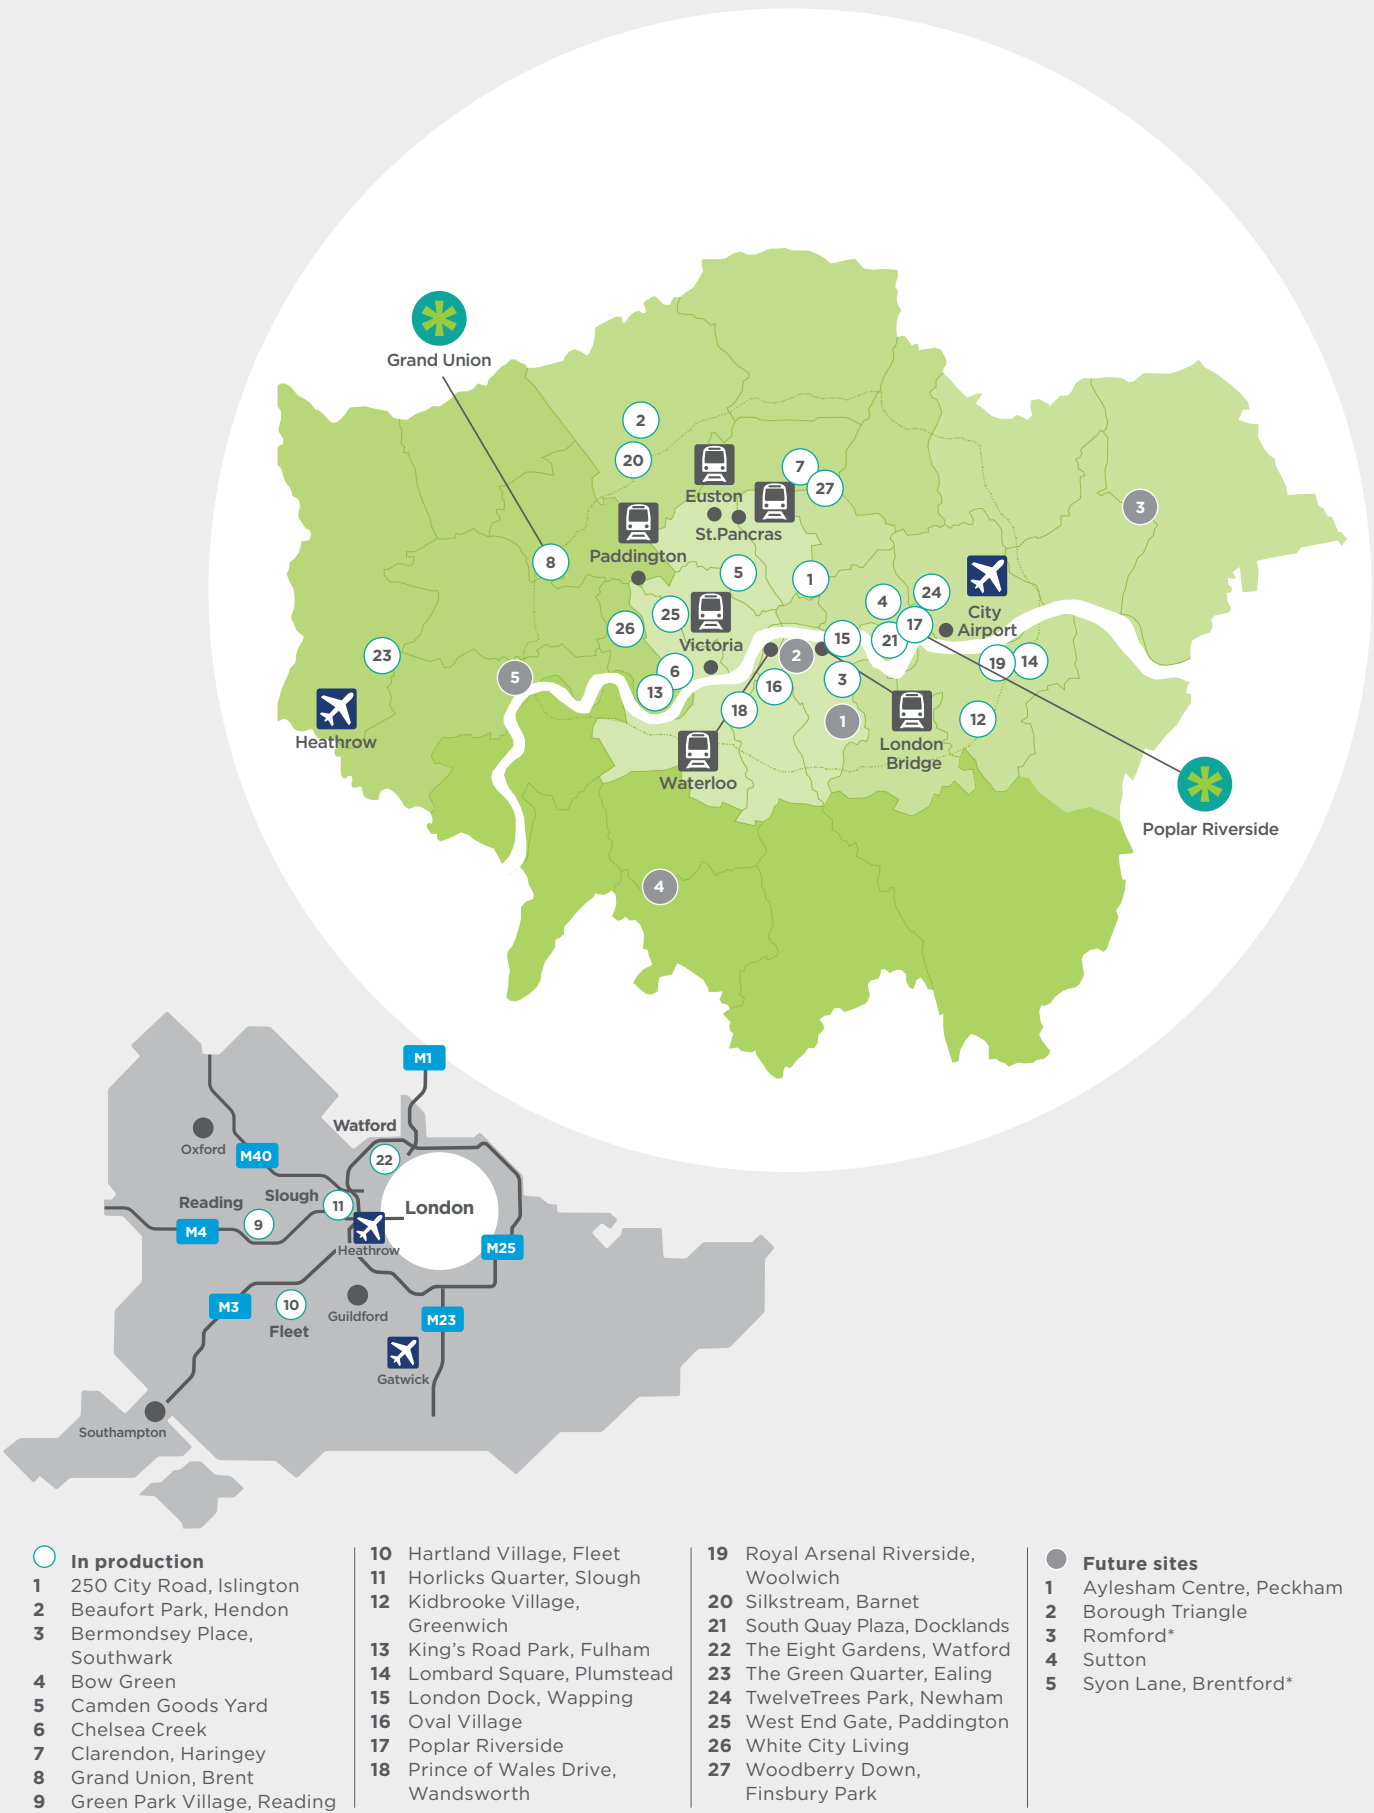 Grand Union
2
20
7
27
Euston
St.Pancras
Paddington
3
8
5
1
4
24
City
Airport
25
26
17
15
21
Victoria
2
23
5
6
13
16
3
19
14
18
1
12
Heathrow
London
Bridge
Waterloo
Poplar Riverside
4
M1
Watford
Oxford
M40
22
Slough
Reading
11
London
9
M4
Heathrow
M25
M3
10
Guildford
Fleet
M23
Gatwick
Southampton
In production
1 250 City Road, Islington
2 Beaufort Park, Hendon
3 Bermondsey Place,
Southwark
4 Bow Green
5 Camden Goods Yard
6 Chelsea Creek
7 Clarendon, Haringey
8 Grand Union, Brent
9 Green Park Village, Reading
10 Hartland Village, Fleet
11 Horlicks Quarter, Slough
12 Kidbrooke Village,
Greenwich
13 King's Road Park, Fulham
14 Lombard Square, Plumstead
15 London Dock, Wapping
16 Oval Village
17 Poplar Riverside
18 Prince of Wales Drive,
Wandsworth
19 Royal Arsenal Riverside,
Woolwich
20 Silkstream, Barnet
21 South Quay Plaza, Docklands
22 The Eight Gardens, Watford
23 The Green Quarter, Ealing
24 TwelveTrees Park, Newham
25 West End Gate, Paddington
26 White City Living
27 Woodberry Down,
Finsbury Park
Future sites
1 Aylesham Centre, Peckham
2 Borough Triangle
3 Romford*
4 Sutton
5 Syon Lane, Brentford*